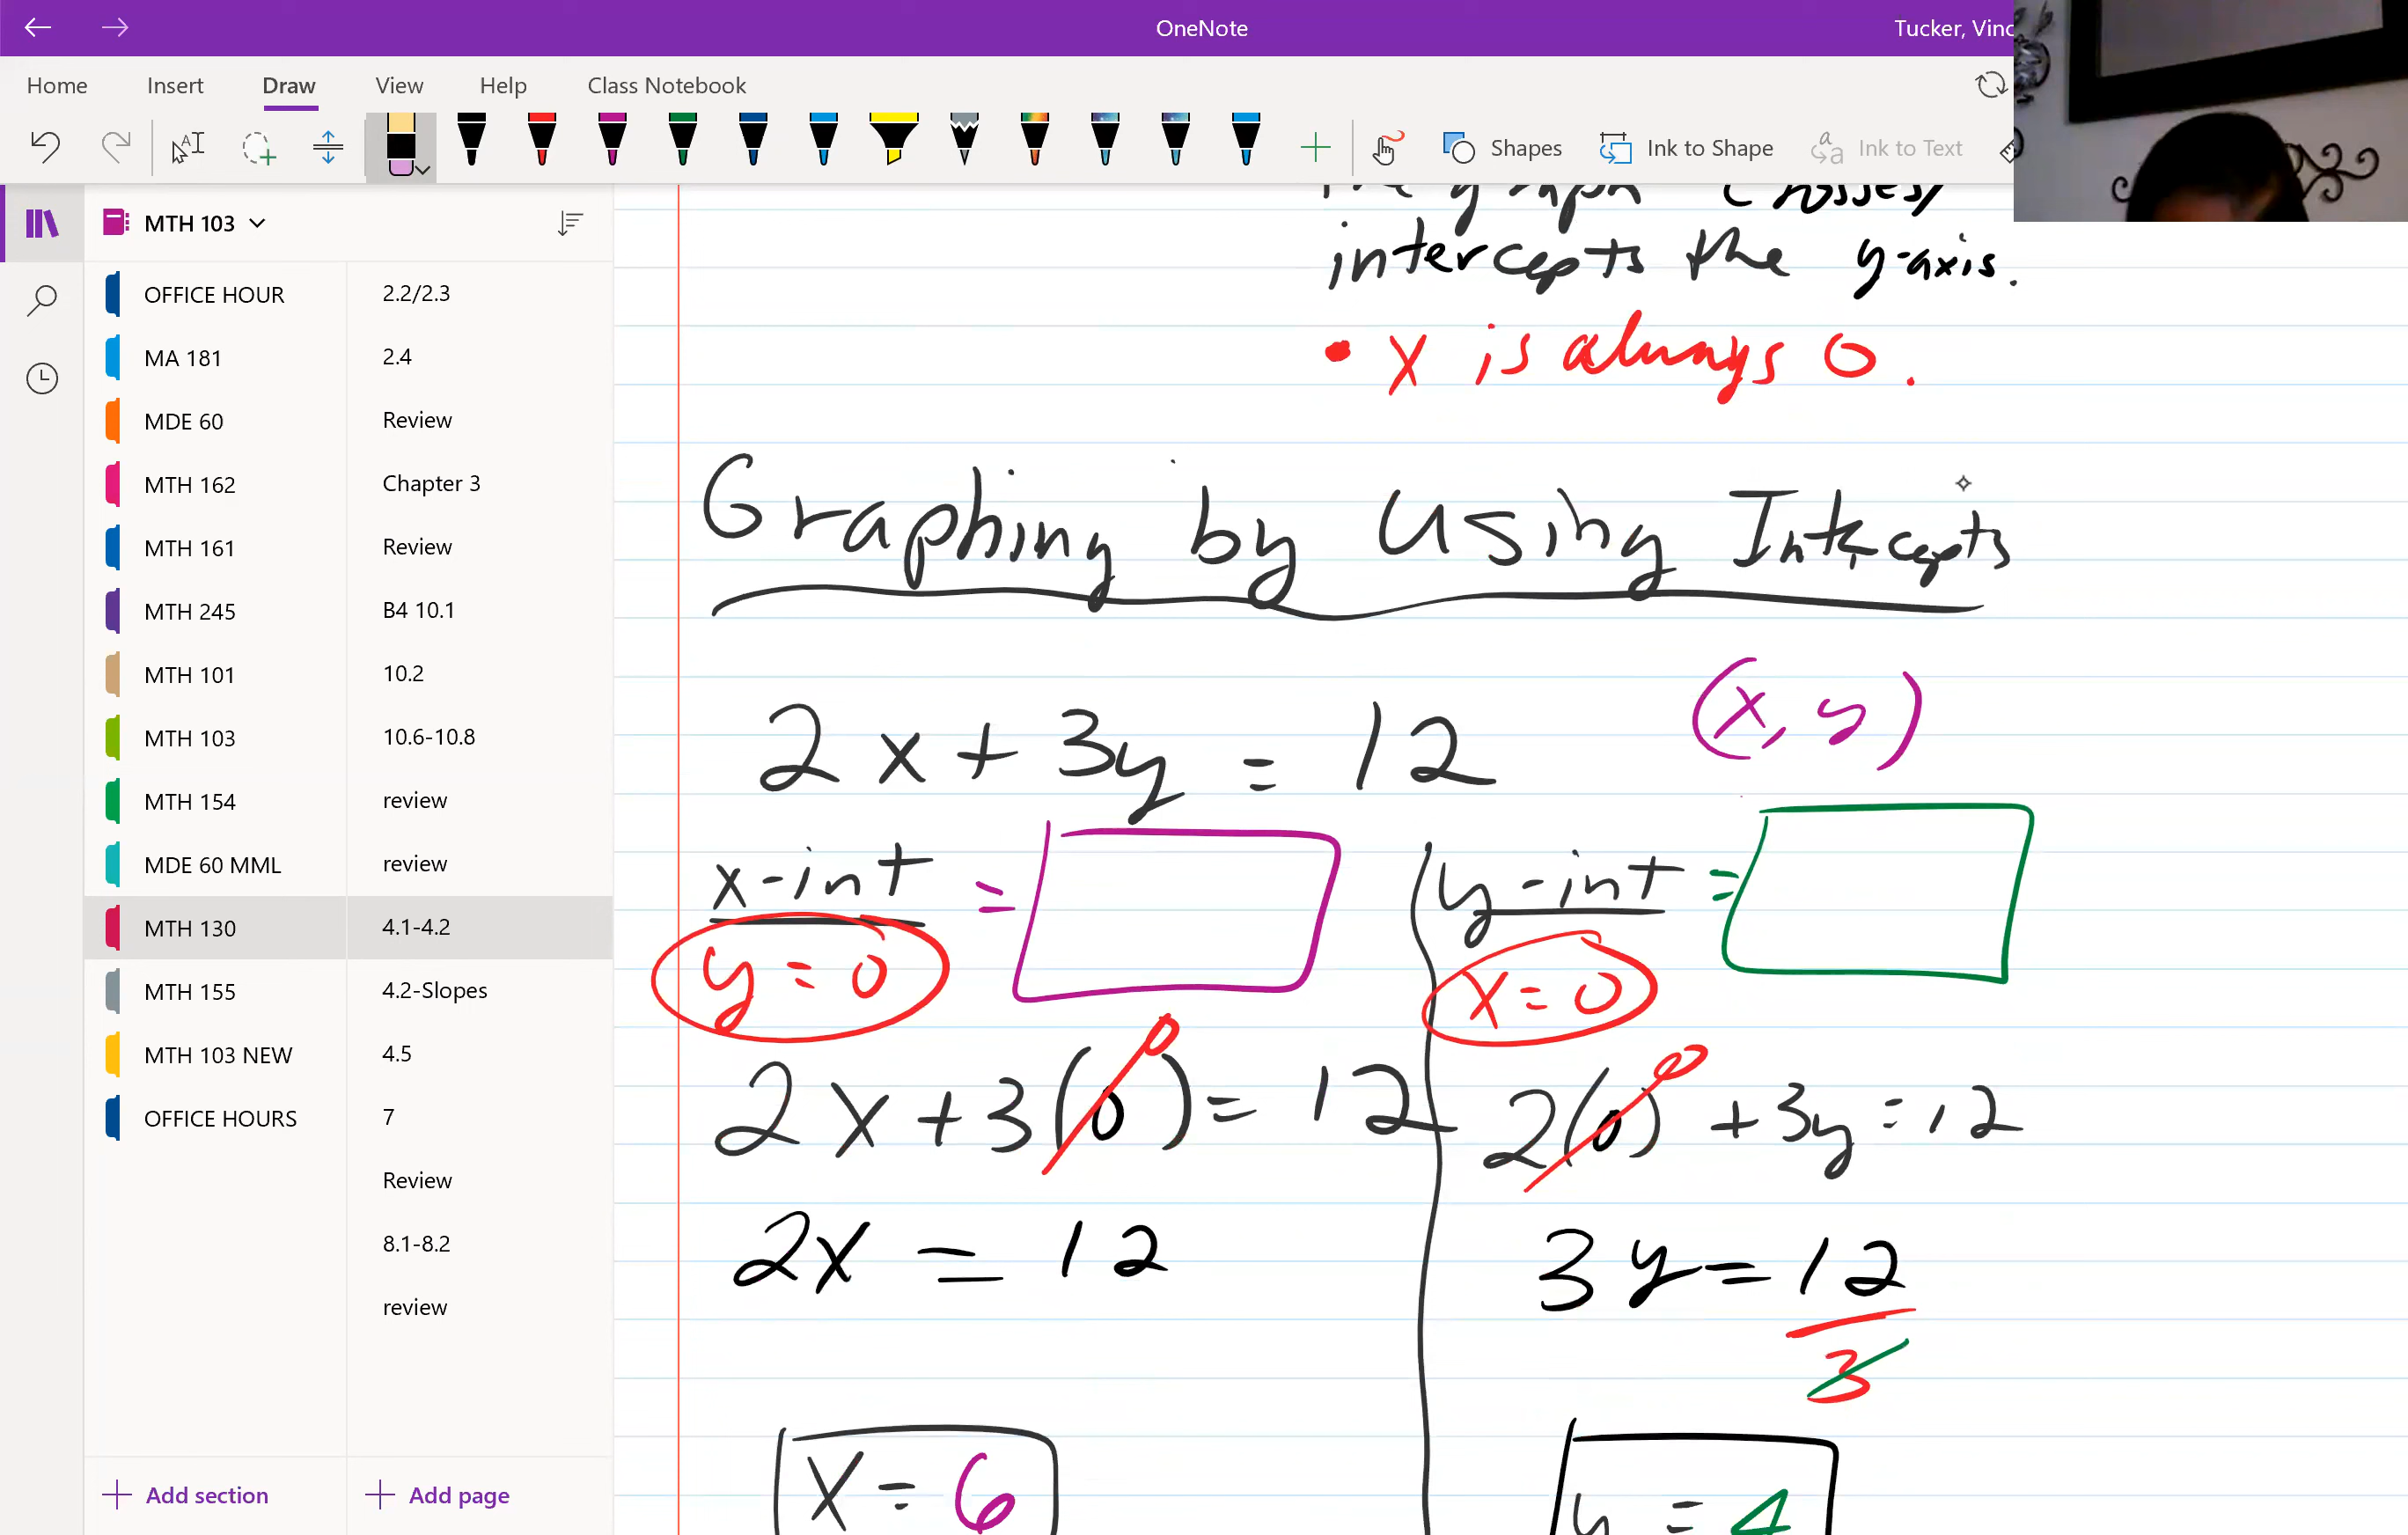 OneNote
Tucker, Vinc
Home Insert Draw View Help Class Notebook
Shapes Ink to Shape Ink to Text
MTH 103
OFFICE HOUR
MA 181
MDE 60
MTH 162
MTH 161
MTH 245
MTH 101
MTH 103
MTH 154
MDE 60 MML
MTH 130
MTH 155
MTH 103 NEW
OFFICE HOURS
Add section
2.2/2.3
2.4
Review
Chapter 3
Review
B4 10.1
10.2
10.6-10.8
review
review
4.1-4.2
4.2-Slopes
4.5
7
Review
8.1-8.2
review
Add page
the graph crosses/
intercepts the y-axis.
• x is always 0.
Graphing by Using Intercepts
2x + 3y = 12 (x, y)
x-int =
y = 0
2x + 3(0) = 12
0
2x = 12
x = 6
y-int =
x = 0
2(0) + 3y = 12
0
3y = 12
3
y = 4